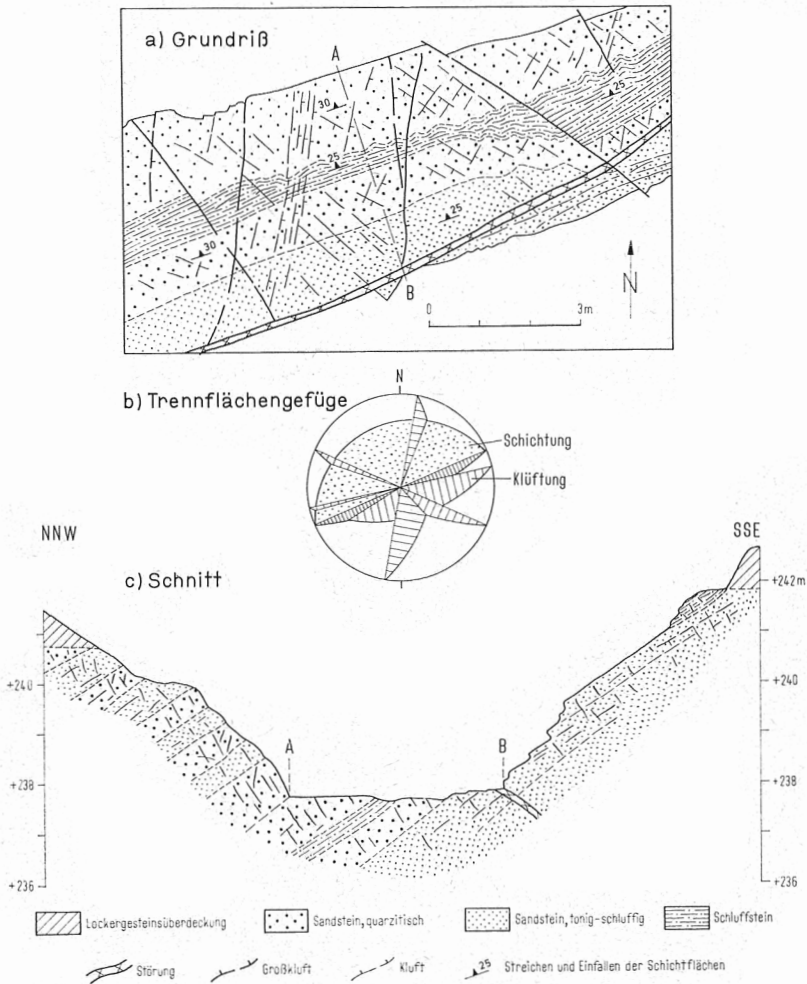 a) Grundriß
A
30
25
25
30
25
B
N
0 3m
b) Trennflächengefüge
N
Schichtung
Klüftung
NNW
SSE
c) Schnitt
+242m
+240
+240
A
B
+238
+238
+236
+236
Lockergesteinsüberdeckung
Sandstein, quarzitisch
Sandstein, tonig-schluffig
Schluffstein
Störung
Großkluft
Kluft
25
Streichen und Einfallen der Schichtflächen